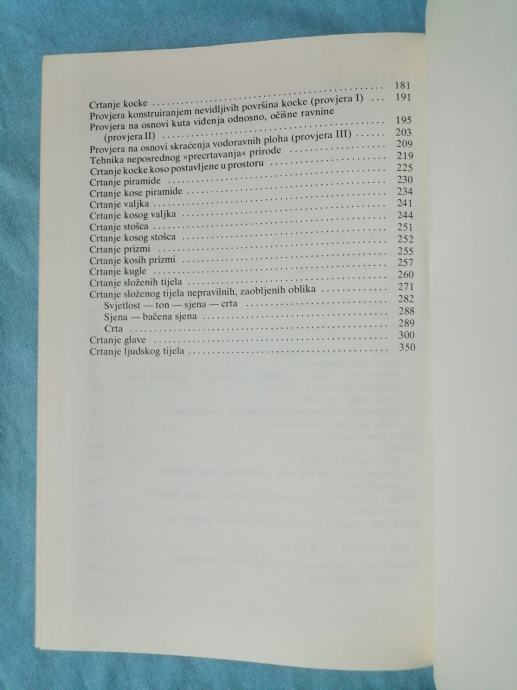 Crtanje kocke ........ 181
Provjera konstruiranjem nevidljivih površina kocke (provjera I) ... 191
Provjera na osnovi kuta viđenja odnosno, očišne ravnine
(provjera II) ........ 195
Provjera na osnovi skraćenja vodoravnih ploha (provjera III) ...... 203
Tehnika neposrednog »precrtavanja« prirode ........ 209
Crtanje kocke koso postavljene u prostoru ........ 219
Crtanje piramide ........ 225
Crtanje kose piramide ........ 230
Crtanje valjka ........ 234
Crtanje kosog valjka ........ 241
Crtanje stošca ........ 244
Crtanje kosog stošca ........ 251
Crtanje prizmi ........ 252
Crtanje kosih prizmi ........ 255
Crtanje kugle ........ 257
Crtanje složenih tijela ........ 260
Crtanje složenog tijela nepravilnih, zaobljenih oblika ........ 271
Svjetlost — ton — sjena — crta ........ 282
Sjena — bačena sjena ........ 288
Crta ........ 289
Crtanje glave ........ 300
Crtanje ljudskog tijela ........ 350